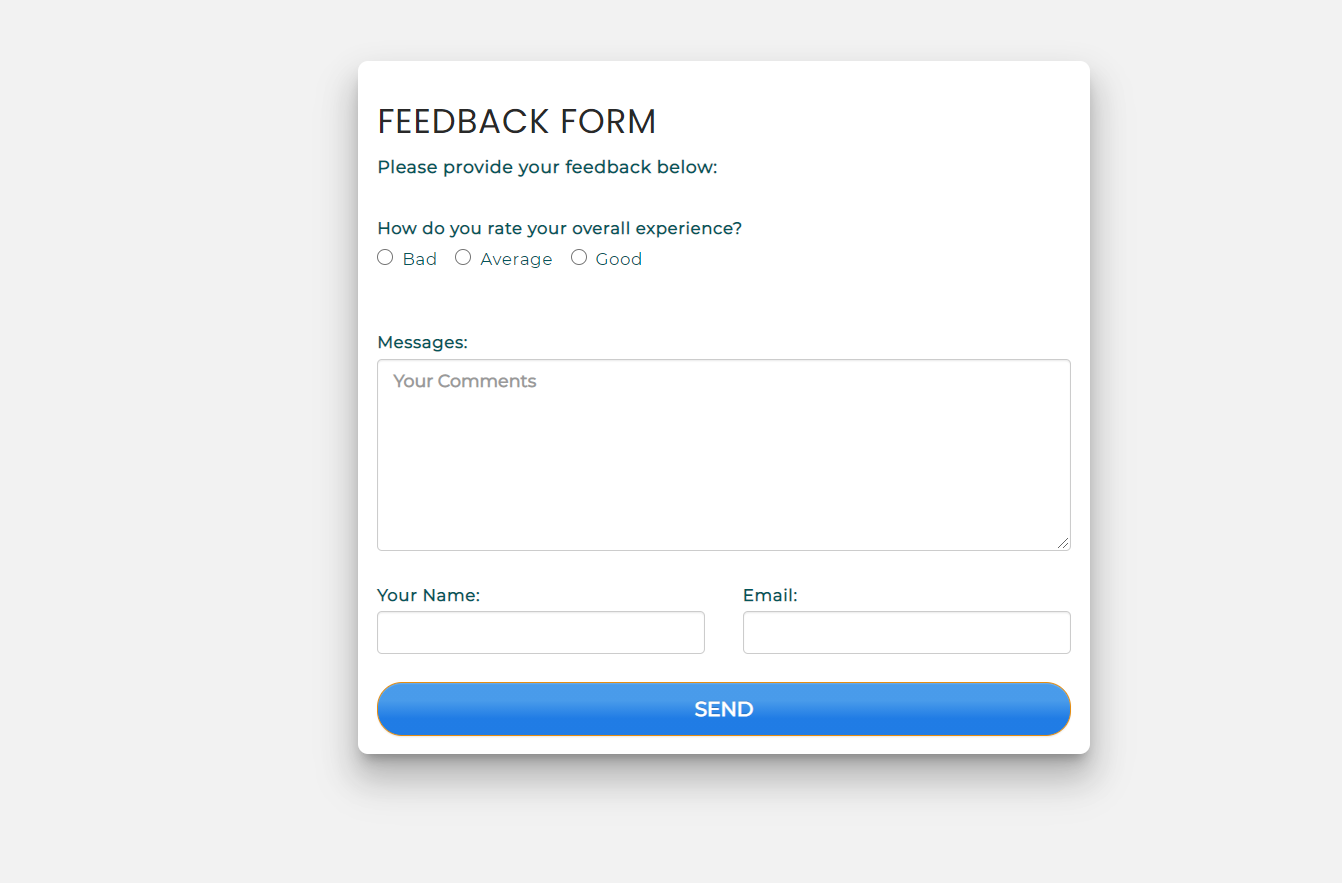 FEEDBACK FORM
Please provide your feedback below:
How do you rate your overall experience?
Bad Average Good
Messages:
Your Comments
Your Name: Email:
SEND